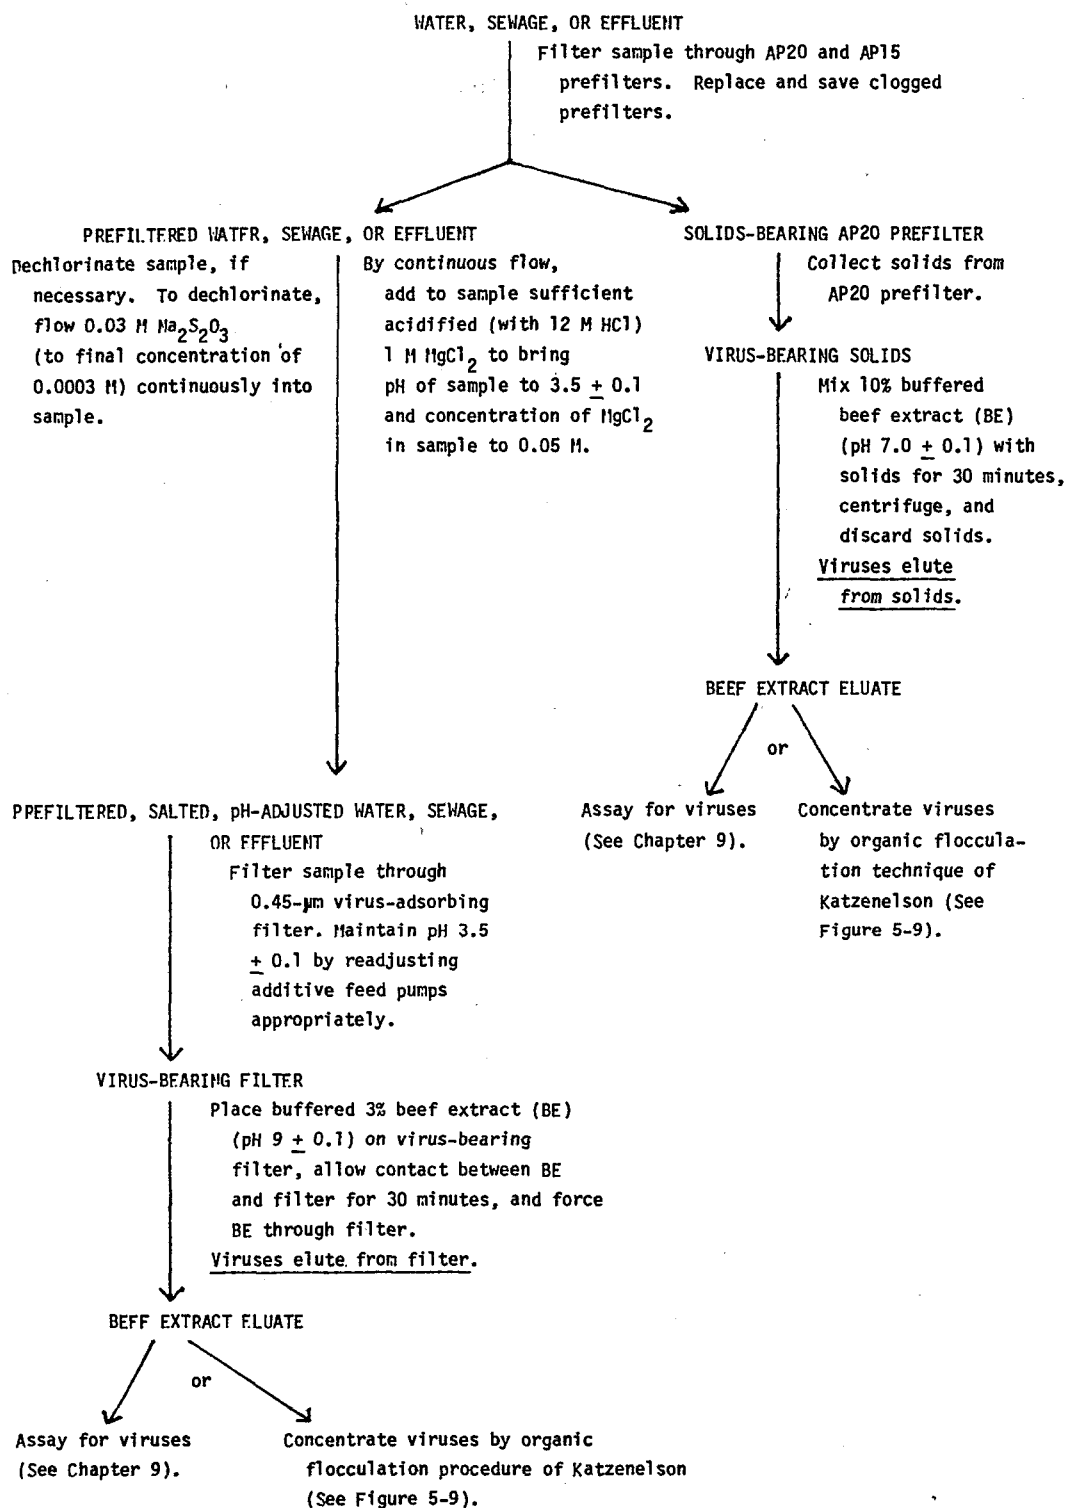 WATER, SEWAGE, OR EFFLUENT
Filter sample through AP20 and AP15
prefilters. Replace and save clogged
prefilters.
PREFILTERED WATFR, SEWAGE, OR EFFLUENT
Dechlorinate sample, if
necessary. To dechlorinate,
flow 0.03 M Na2S2O3
(to final concentration of
0.0003 M) continuously into
sample.
By continuous flow,
add to sample sufficient
acidified (with 12 M HCl)
1 M MgCl2 to bring
pH of sample to 3.5 ± 0.1
and concentration of MgCl2
in sample to 0.05 M.
SOLIDS-BEARING AP20 PREFILTER
Collect solids from
AP20 prefilter.
VIRUS-BEARING SOLIDS
Mix 10% buffered
beef extract (BE)
(pH 7.0 ± 0.1) with
solids for 30 minutes,
centrifuge, and
discard solids.
Viruses elute
from solids.
BEEF EXTRACT ELUATE
or
Assay for viruses
(See Chapter 9).
Concentrate viruses
by organic floccula-
tion technique of
Katzenelson (See
Figure 5-9).
PREFILTERED, SALTED, pH-ADJUSTED WATER, SEWAGE,
OR FFFLUENT
Filter sample through
0.45-µm virus-adsorbing
filter. Maintain pH 3.5
± 0.1 by readjusting
additive feed pumps
appropriately.
VIRUS-BEARING FILTER
Place buffered 3% beef extract (BE)
(pH 9 ± 0.1) on virus-bearing
filter, allow contact between BE
and filter for 30 minutes, and force
BE through filter.
Viruses elute from filter.
BEFF EXTRACT ELUATE
or
Assay for viruses
(See Chapter 9).
Concentrate viruses by organic
flocculation procedure of Katzenelson
(See Figure 5-9).